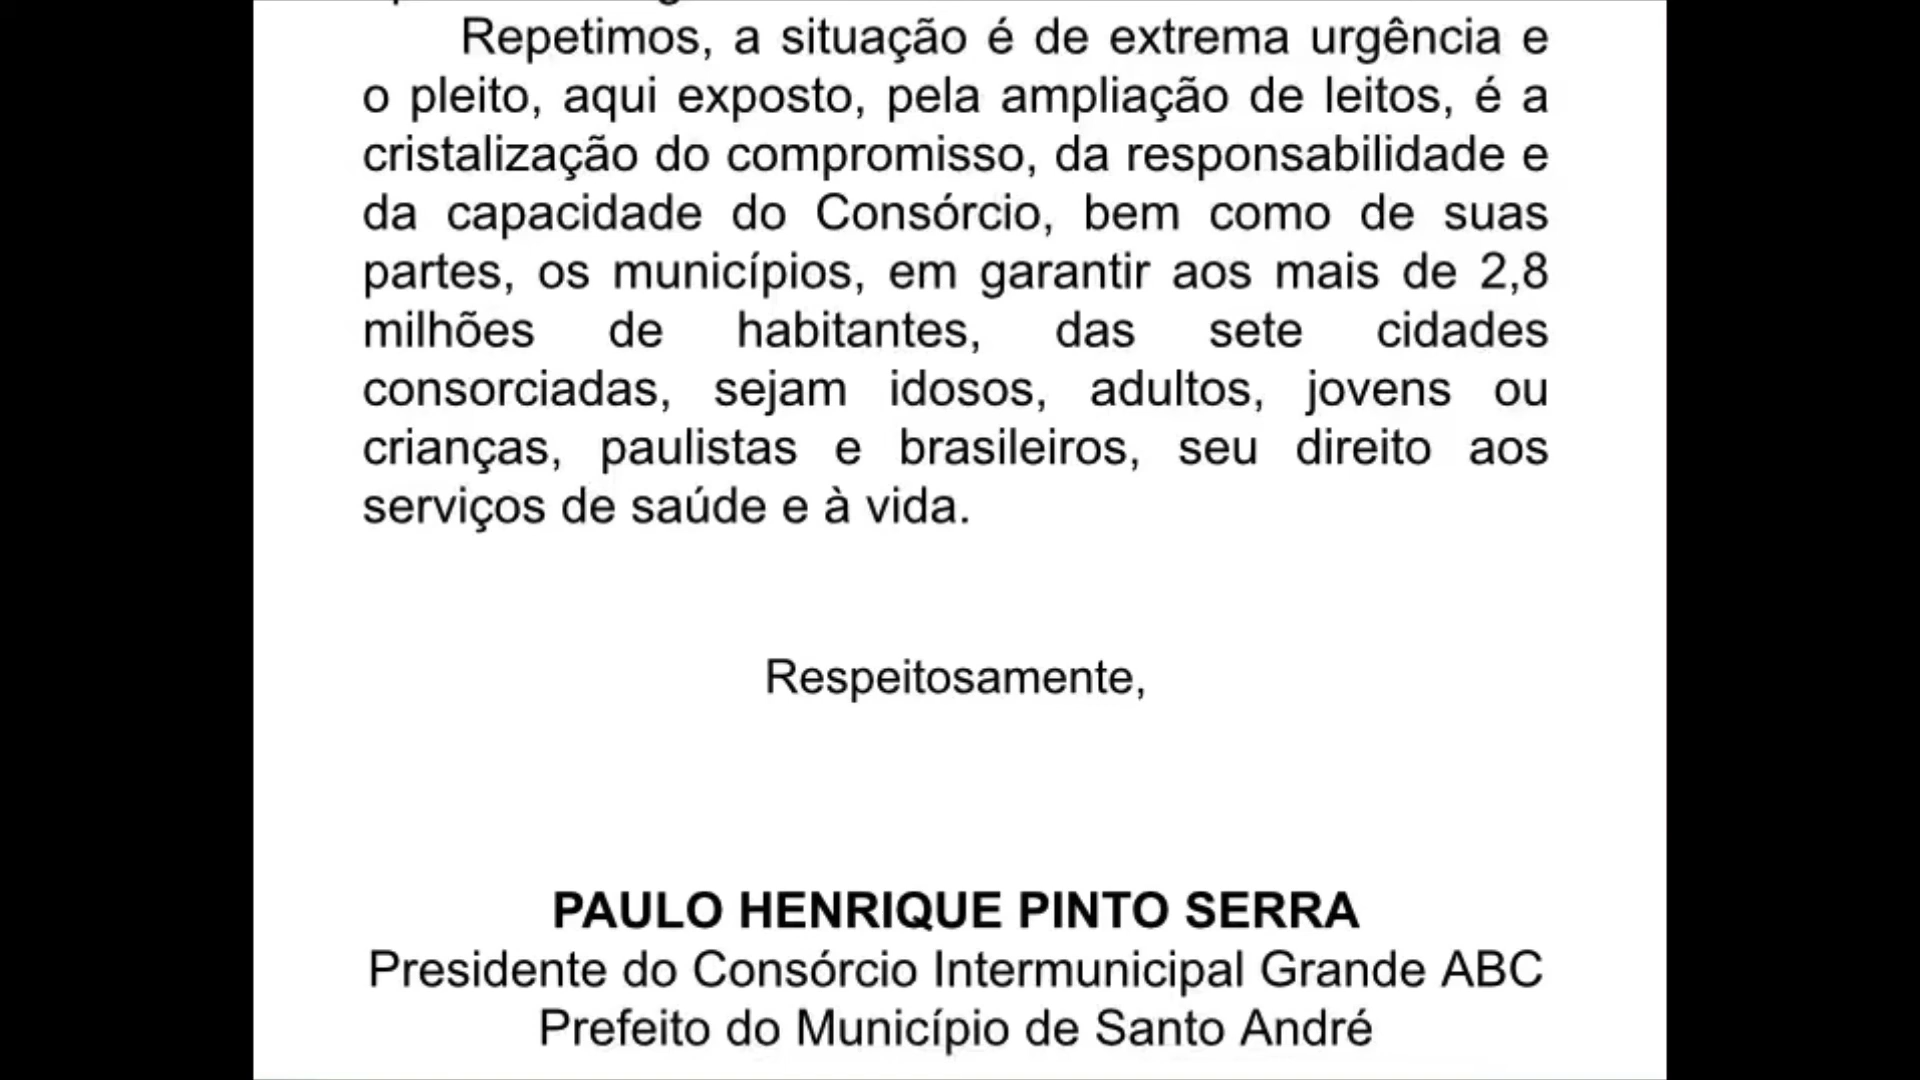 Repetimos, a situação é de extrema urgência e
o pleito, aqui exposto, pela ampliação de leitos, é a
cristalização do compromisso, da responsabilidade e
da capacidade do Consórcio, bem como de suas
partes, os municípios, em garantir aos mais de 2,8
milhões de habitantes, das sete cidades
consorciadas, sejam idosos, adultos, jovens ou
crianças, paulistas e brasileiros, seu direito aos
serviços de saúde e à vida.
Respeitosamente,
PAULO HENRIQUE PINTO SERRA
Presidente do Consórcio Intermunicipal Grande ABC
Prefeito do Município de Santo André